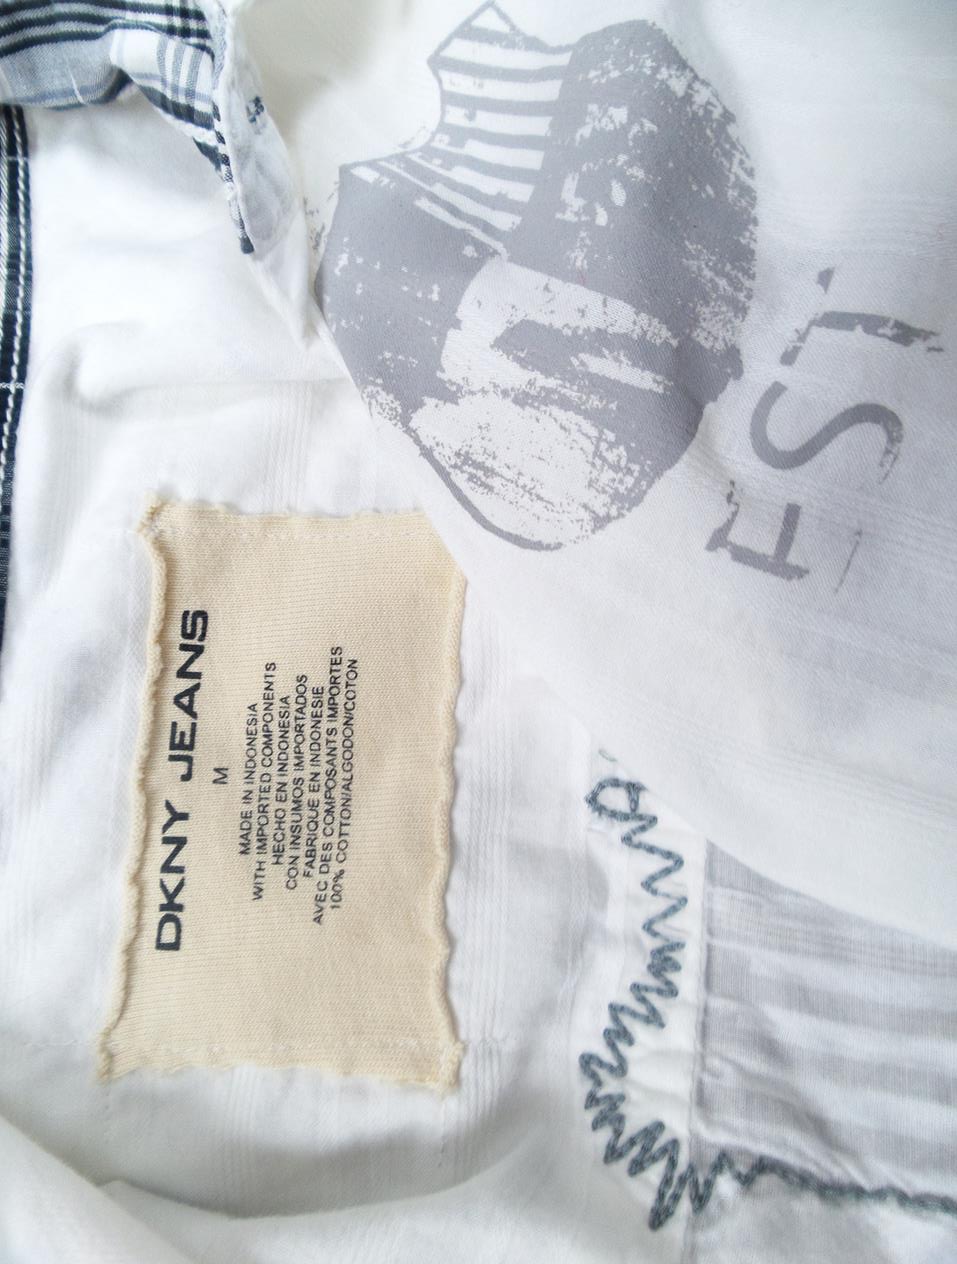 DKNY JEANS
M
MADE IN INDONESIA
WITH IMPORTED COMPONENTS
HECHO EN INDONESIA
CON INSUMOS IMPORTADOS
FABRIQUE EN INDONESIE
AVEC DES COMPOSANTS IMPORTES
100% COTTON/ALGODON/COTON
EST.